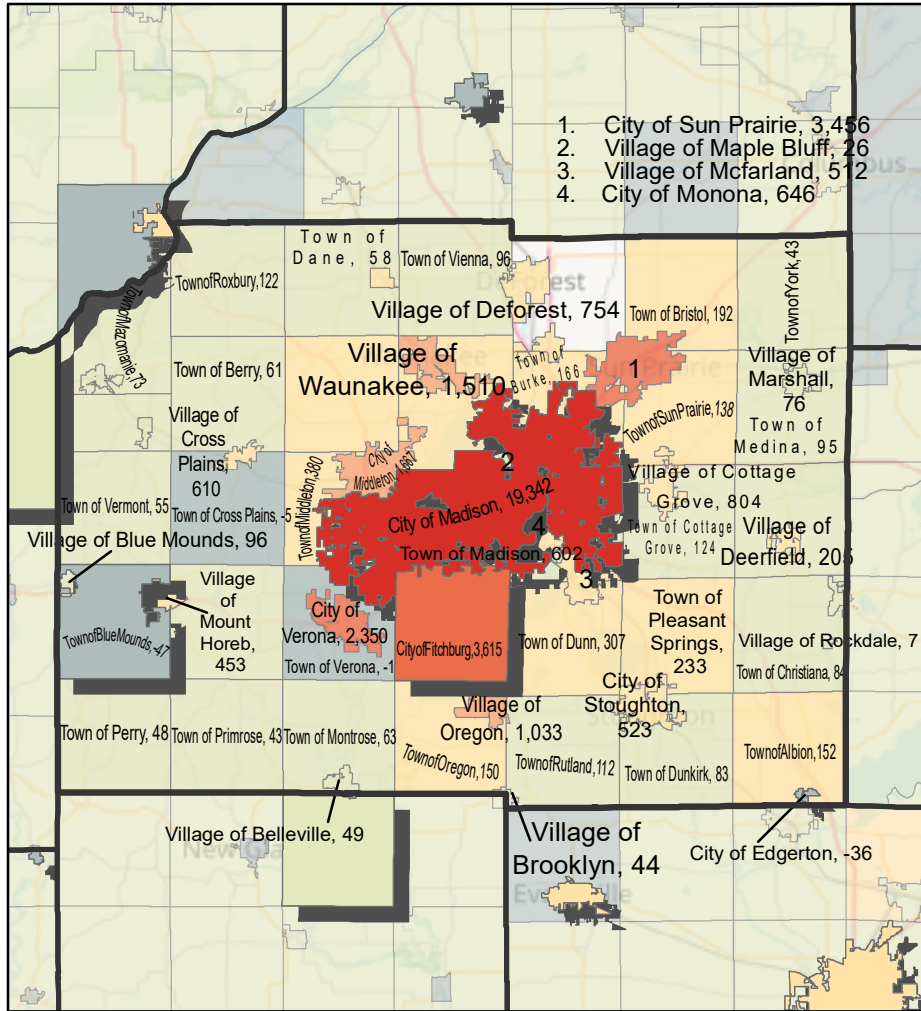 1. City of Sun Prairie, 3,456
2. Village of Maple Bluff, 26
3. Village of Mcfarland, 512
4. City of Monona, 646
Town of
Dane, 58
Town of Vienna, 96
DeForest
TownofRoxbury, 122
TownofMazomanie, 73
Village of Deforest, 754
Town of Bristol, 192
TownofYork, 43
Town of Berry, 61
Village of
Waunakee, 1,510
Town of
Burke, 166
1
Sun Prairie
Village of
Marshall,
76
TownofSunPrairie, 138
Town of
Medina, 95
Village of
Cross
Plains,
610
City of
Middleton, 1,667
TownofMiddleton, 380
2
City of Madison, 19,342
4
Town of Madison, 602
3
Village of Cottage
Grove, 804
Town of Cottage
Grove, 124
Village of
Deerfield, 205
Town of Vermont, 55
Town of Cross Plains, -5
Village of Blue Mounds, 96
TownofBlueMounds, -47
Village
of
Mount
Horeb,
453
City of
Verona, 2,350
Town of Verona, -1
CityofFitchburg, 3,615
Town of Dunn, 307
Town of
Pleasant
Springs,
233
Village of Rockdale, 7
Town of Christiana, 84
City of
Stoughton,
523
Village of
Oregon, 1,033
Town of Perry, 48
Town of Primrose, 43
Town of Montrose, 63
TownofOregon, 150
TownofRutland, 112
Town of Dunkirk, 83
TownofAlbion, 152
Village of Belleville, 49
Village of
Brooklyn, 44
City of Edgerton, -36